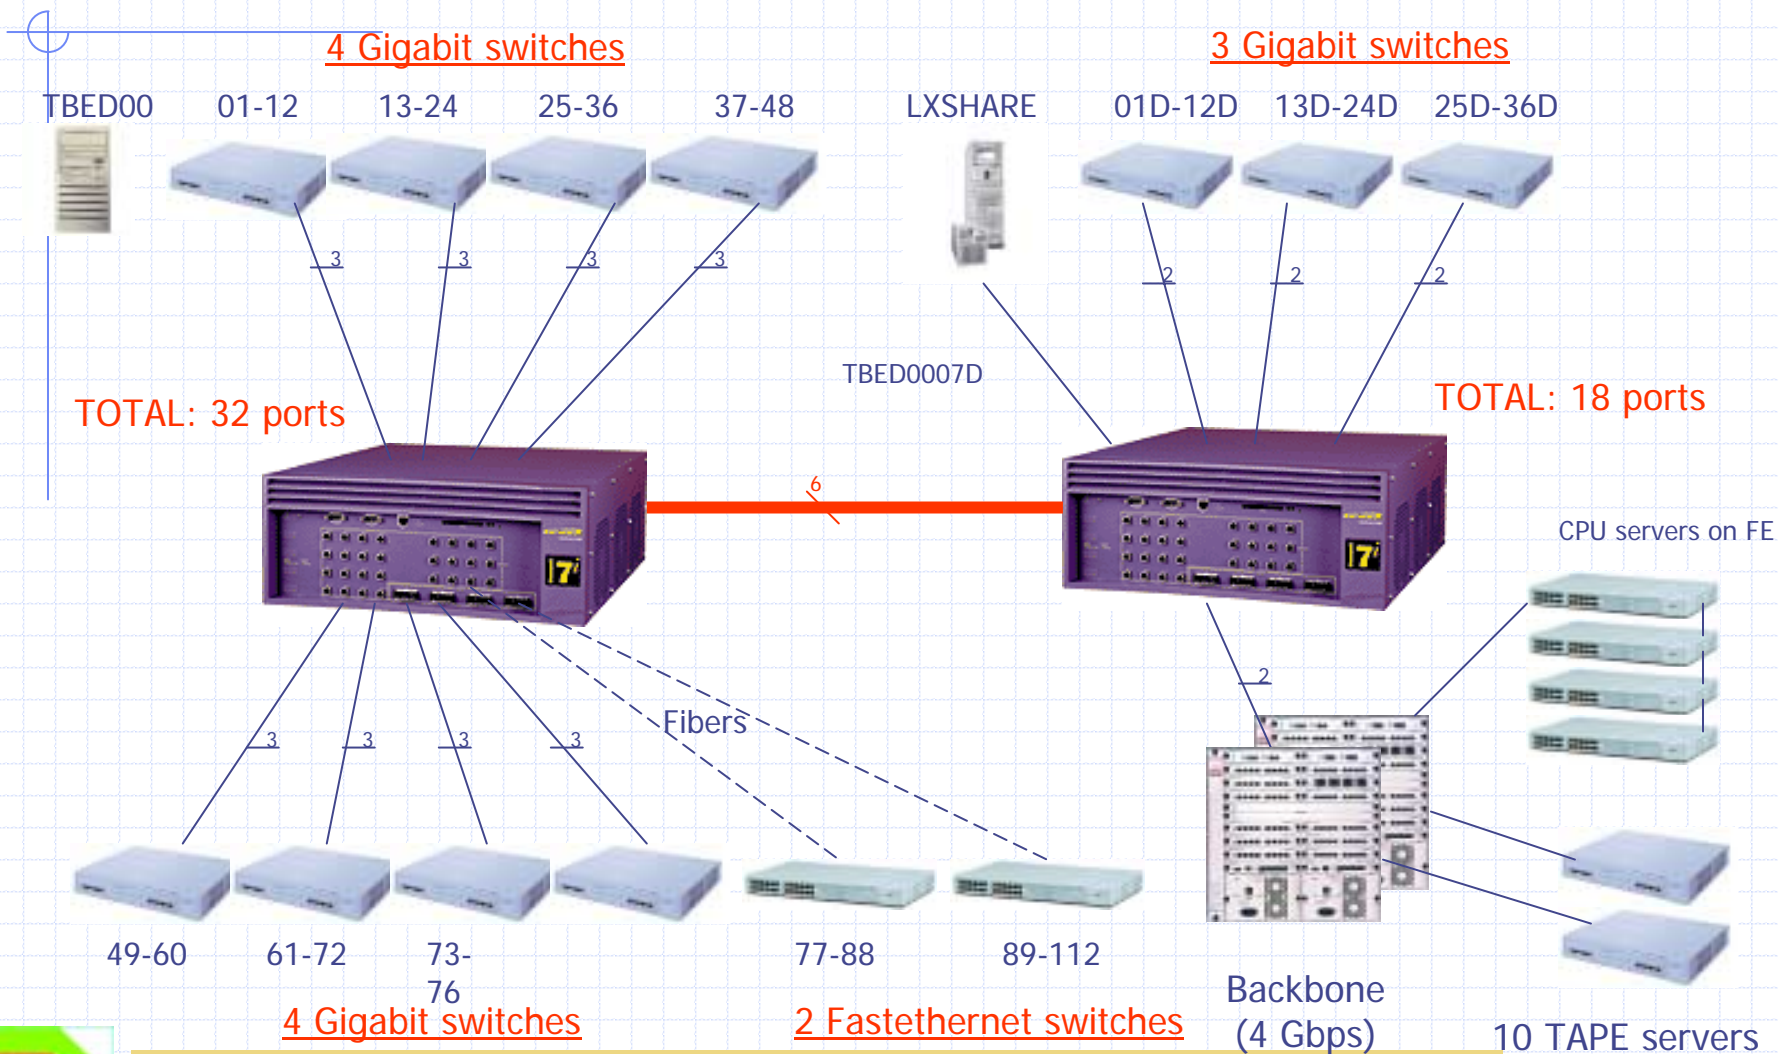 4 Gigabit switches
3 Gigabit switches
TBED00
01-12
13-24
25-36
37-48
LXSHARE
01D-12D
13D-24D
25D-36D
3
3
3
3
2
2
2
TBED0007D
TOTAL: 32 ports
TOTAL: 18 ports
6
CPU servers on FE
7i
7i
2
Fibers
3
3
3
3
49-60
61-72
73-
76
77-88
89-112
Backbone
(4 Gbps)
4 Gigabit switches
2 Fastethernet switches
10 TAPE servers